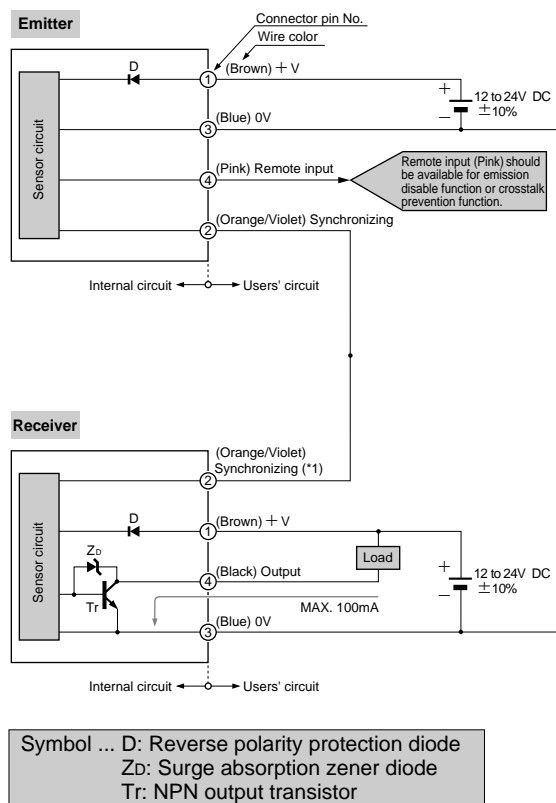 Emitter
Connector pin No.
Wire color
Sensor circuit
D
1
(Brown) + V
+
−
12 to 24V DC
±10%
3
(Blue) 0V
4
(Pink) Remote input
Remote input (Pink) should
be available for emission
disable function or crosstalk
prevention function.
2
(Orange/Violet) Synchronizing
Internal circuit
Users' circuit
Receiver
Sensor circuit
(Orange/Violet)
2
Synchronizing (*1)
D
1
(Brown) + V
ZD
Load
4
(Black) Output
+
−
12 to 24V DC
±10%
Tr
MAX. 100mA
3
(Blue) 0V
Internal circuit
Users' circuit
Symbol ... D: Reverse polarity protection diode
ZD: Surge absorption zener diode
Tr: NPN output transistor